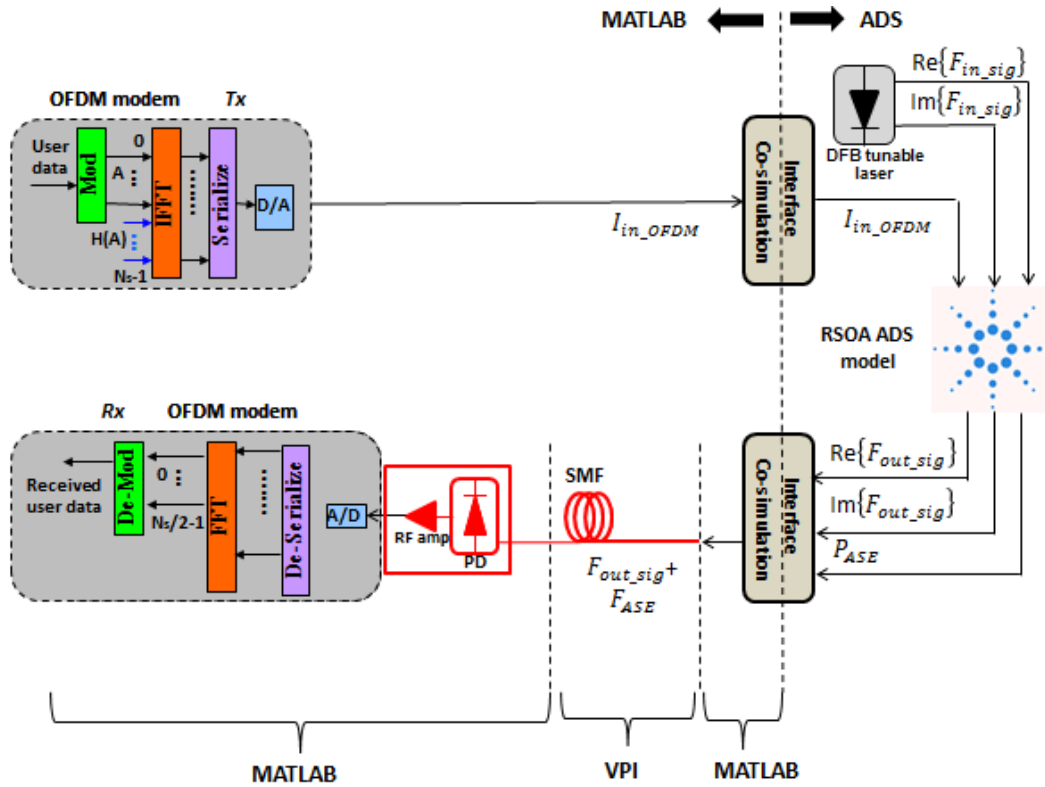 MATLAB
ADS
Re{F_in_sig}
Im{F_in_sig}
DFB tunable
laser
OFDM modem
Tx
User
data
Mod
0
A
...
H(A)
...
Ns-1
IFFT
.......
Serialize
D/A
I_in_OFDM
Co-simulation
Interface
I_in_OFDM
RSOA ADS
model
Rx
OFDM modem
Received
user data
De-Mod
0
...
Ns/2-1
FFT
.......
De-Serialize
A/D
RF amp
PD
SMF
F_out_sig+
F_ASE
Co-simulation
Interface
Re{F_out_sig}
Im{F_out_sig}
P_ASE
MATLAB
VPI
MATLAB